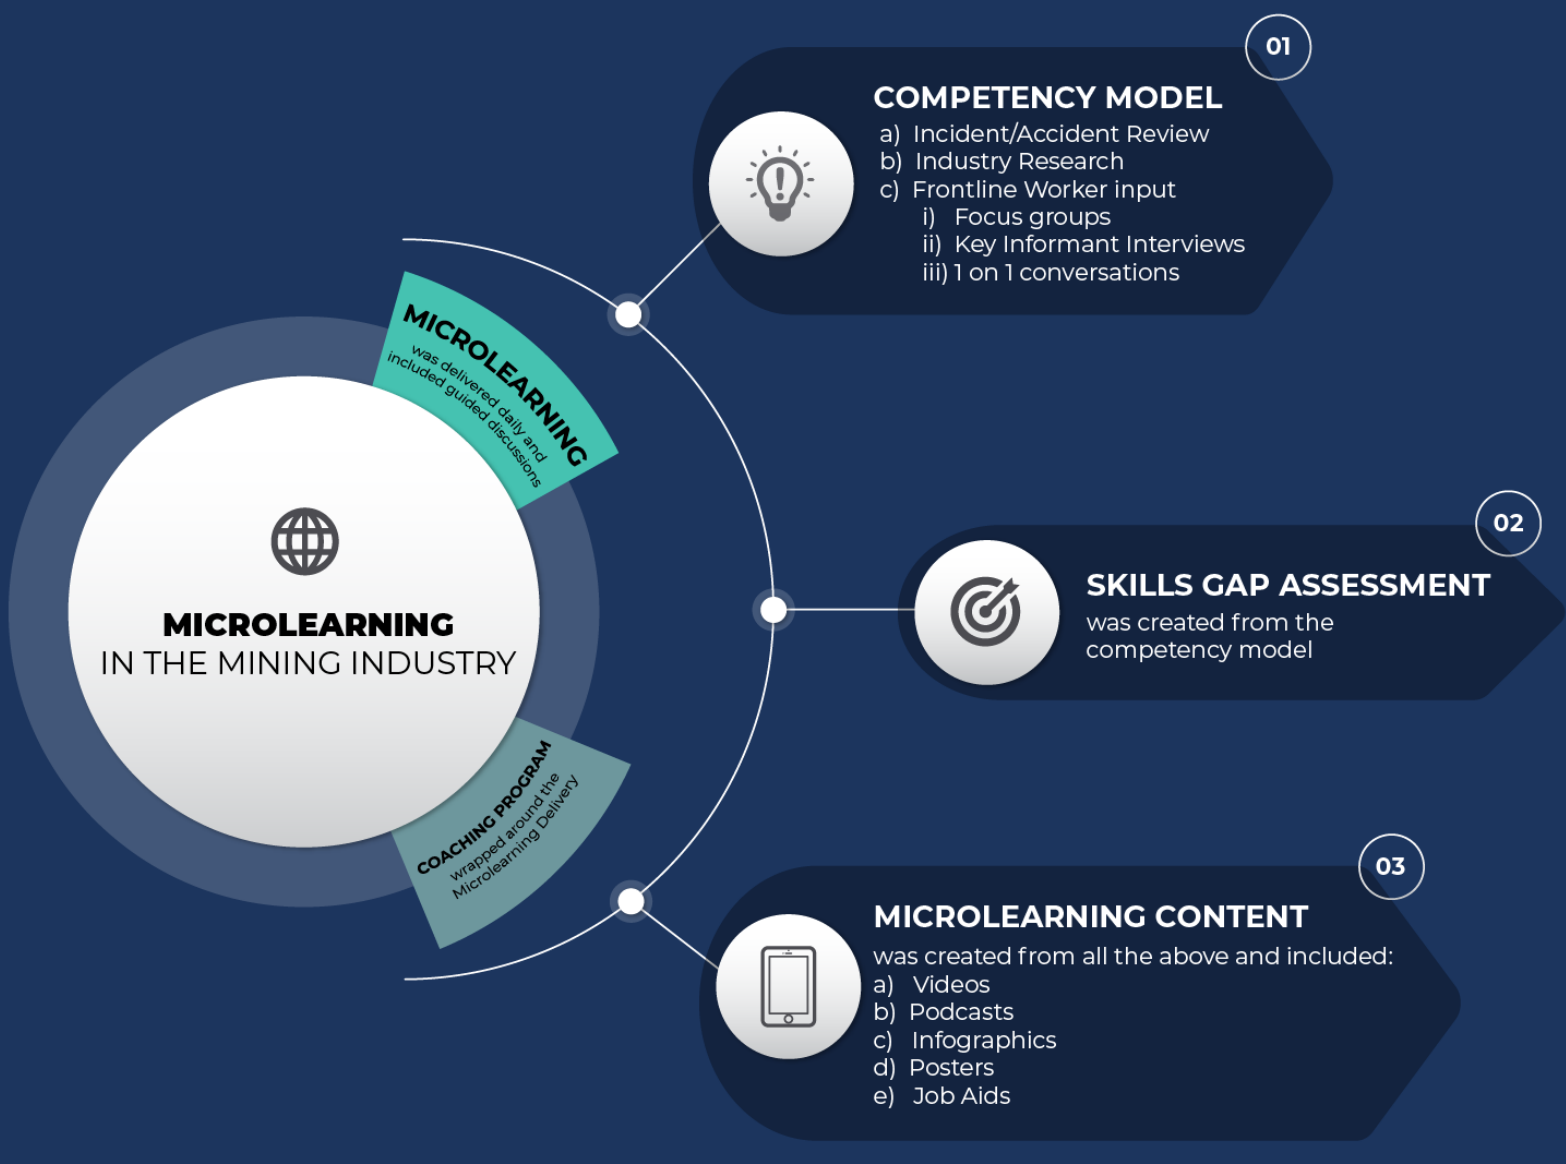 MICROLEARNING
IN THE MINING INDUSTRY
MICROLEARNING
was delivered daily and
included guided discussions
COACHING PROGRAM
wrapped around the
Microlearning Delivery
01
COMPETENCY MODEL
a) Incident/Accident Review
b) Industry Research
c) Frontline Worker input
i) Focus groups
ii) Key Informant Interviews
iii) 1 on 1 conversations
02
SKILLS GAP ASSESSMENT
was created from the
competency model
03
MICROLEARNING CONTENT
was created from all the above and included:
a) Videos
b) Podcasts
c) Infographics
d) Posters
e) Job Aids